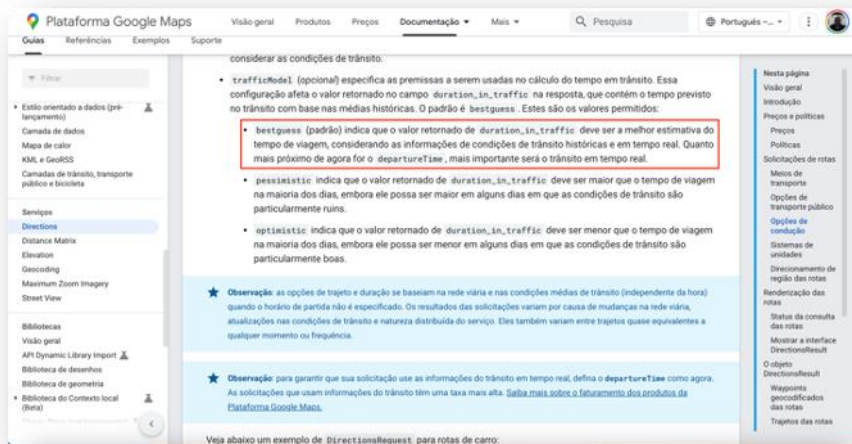 Plataforma Google Maps
Visão geral
Produtos
Preços
Documentação
Mais
Pesquisa
Português –...
Guias
Referências
Exemplos
Suporte
Filtrar
Estilo orientado a dados (pré-
lançamento)
Camada de dados
Mapa de calor
KML e GeoRSS
Camadas de trânsito, transporte
público e bicicleta
Serviços
Directions
Distance Matrix
Elevation
Geocoding
Maximum Zoom Imagery
Street View
Bibliotecas
Visão geral
API Dynamic Library Import
Biblioteca de desenhos
Biblioteca de geometria
Biblioteca do Contexto local
(Beta)
considerar as condições de trânsito.
trafficModel (opcional) especifica as premissas a serem usadas no cálculo do tempo em trânsito. Essa
configuração afeta o valor retornado no campo duration_in_traffic na resposta, que contém o tempo previsto
no trânsito com base nas médias históricas. O padrão é bestguess. Estes são os valores permitidos:
bestguess (padrão) indica que o valor retornado de duration_in_traffic deve ser a melhor estimativa do
tempo de viagem, considerando as informações de condições de trânsito históricas e em tempo real. Quanto
mais próximo de agora for o departureTime, mais importante será o trânsito em tempo real.
pessimistic indica que o valor retornado de duration_in_traffic deve ser maior que o tempo de viagem
na maioria dos dias, embora ele possa ser maior em alguns dias em que as condições de trânsito são
particularmente ruins.
optimistic indica que o valor retornado de duration_in_traffic deve ser menor que o tempo de viagem
na maioria dos dias, embora ele possa ser menor em alguns dias em que as condições de trânsito são
particularmente boas.
Observação: as opções de trajeto e duração se baseiam na rede viária e nas condições médias de trânsito (independente da hora)
quando o horário de partida não é especificado. Os resultados das solicitações variam por causa de mudanças na rede viária,
atualizações nas condições de trânsito e natureza distribuída do serviço. Eles também variam entre trajetos quase equivalentes a
qualquer momento ou frequência.
Observação: para garantir que sua solicitação use as informações do trânsito em tempo real, defina o departureTime como agora.
As solicitações que usam informações do trânsito têm uma taxa mais alta. Saiba mais sobre o faturamento dos produtos da
Plataforma Google Maps.
Veja abaixo um exemplo de DirectionsRequest para rotas de carro:
Nesta página
Visão geral
Introdução
Preços e políticas
Preços
Políticas
Solicitações de rotas
Meios de
transporte
Opções de
transporte público
Opções de
condução
Sistemas de
unidades
Direcionamento de
região das rotas
Renderização das
rotas
Status da consulta
das rotas
Mostrar a interface
DirectionsResult
O objeto
DirectionsResult
Waypoints
geocodificados
das rotas
Trajetos das rotas